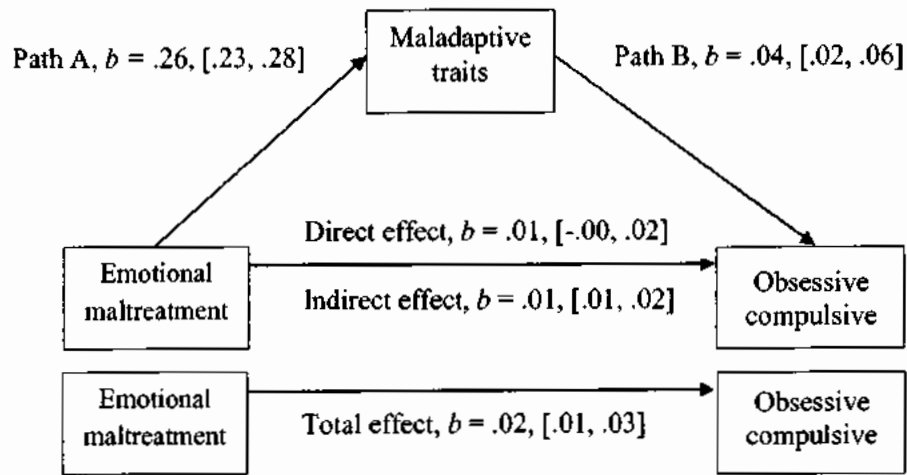 Path A, b = .26, [.23, .28]
Maladaptive
traits
Path B, b = .04, [.02, .06]
Direct effect, b = .01, [-.00, .02]
Emotional
maltreatment
Indirect effect, b = .01, [.01, .02]
Obsessive
compulsive
Emotional
maltreatment
Total effect, b = .02, [.01, .03]
Obsessive
compulsive